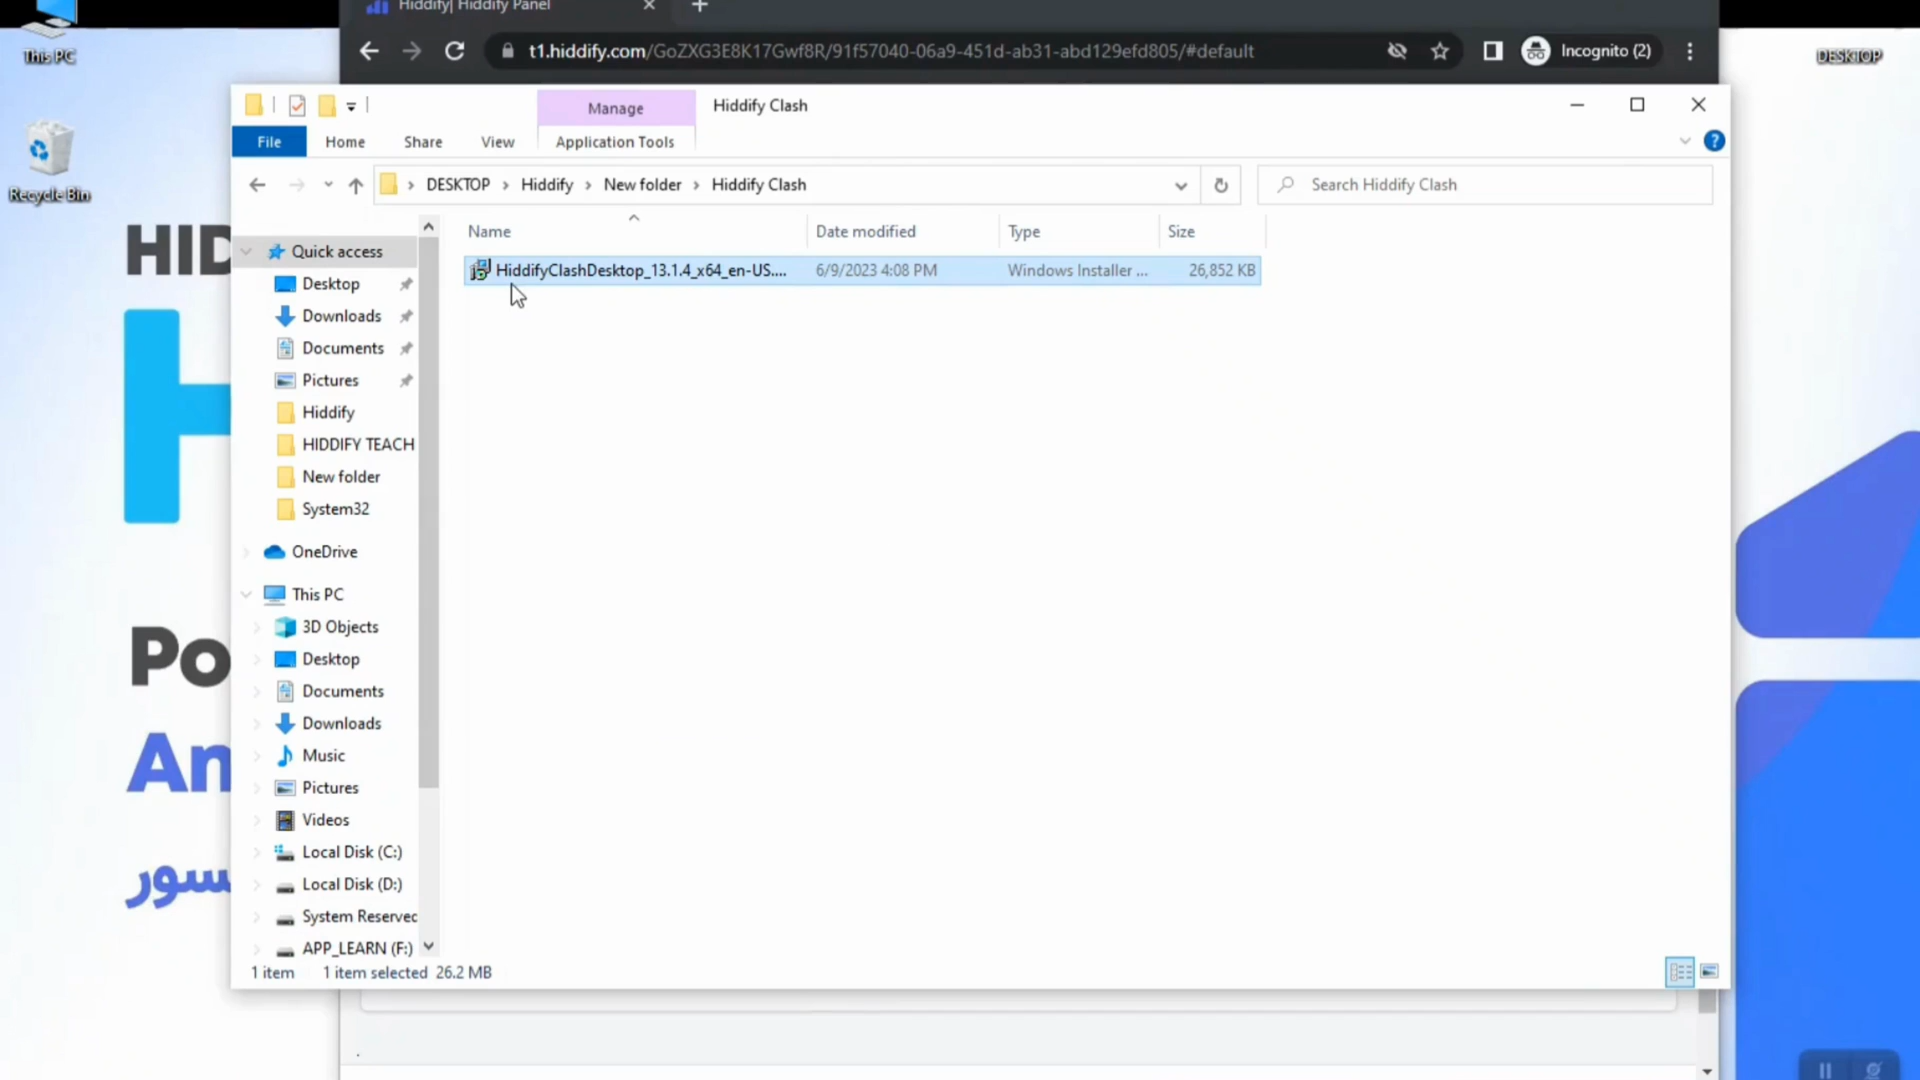 Hiddify| Hiddify Panel
This PC
t1.hiddify.com/GoZXG3E8K17Gwf8R/91f57040-06a9-451d-ab31-abd129efd805/#default
Incognito (2)
DESKTOP
Manage
Hiddify Clash
File
Home
Share
View
Application Tools
DESKTOP
Hiddify
New folder
Hiddify Clash
Search Hiddify Clash
Recycle Bin
Name
Date modified
Type
Size
HiddifyClashDesktop_13.1.4_x64_en-US....
6/9/2023 4:08 PM
Windows Installer ...
26,852 KB
Quick access
Desktop
Downloads
Documents
Pictures
Hiddify
HIDDIFY TEACH
New folder
System32
OneDrive
This PC
3D Objects
Desktop
Documents
Downloads
Music
Pictures
Videos
Local Disk (C:)
Local Disk (D:)
System Reserved
APP_LEARN (F:)
1 item
1 item selected 26.2 MB
HID
H
Po
An
سور